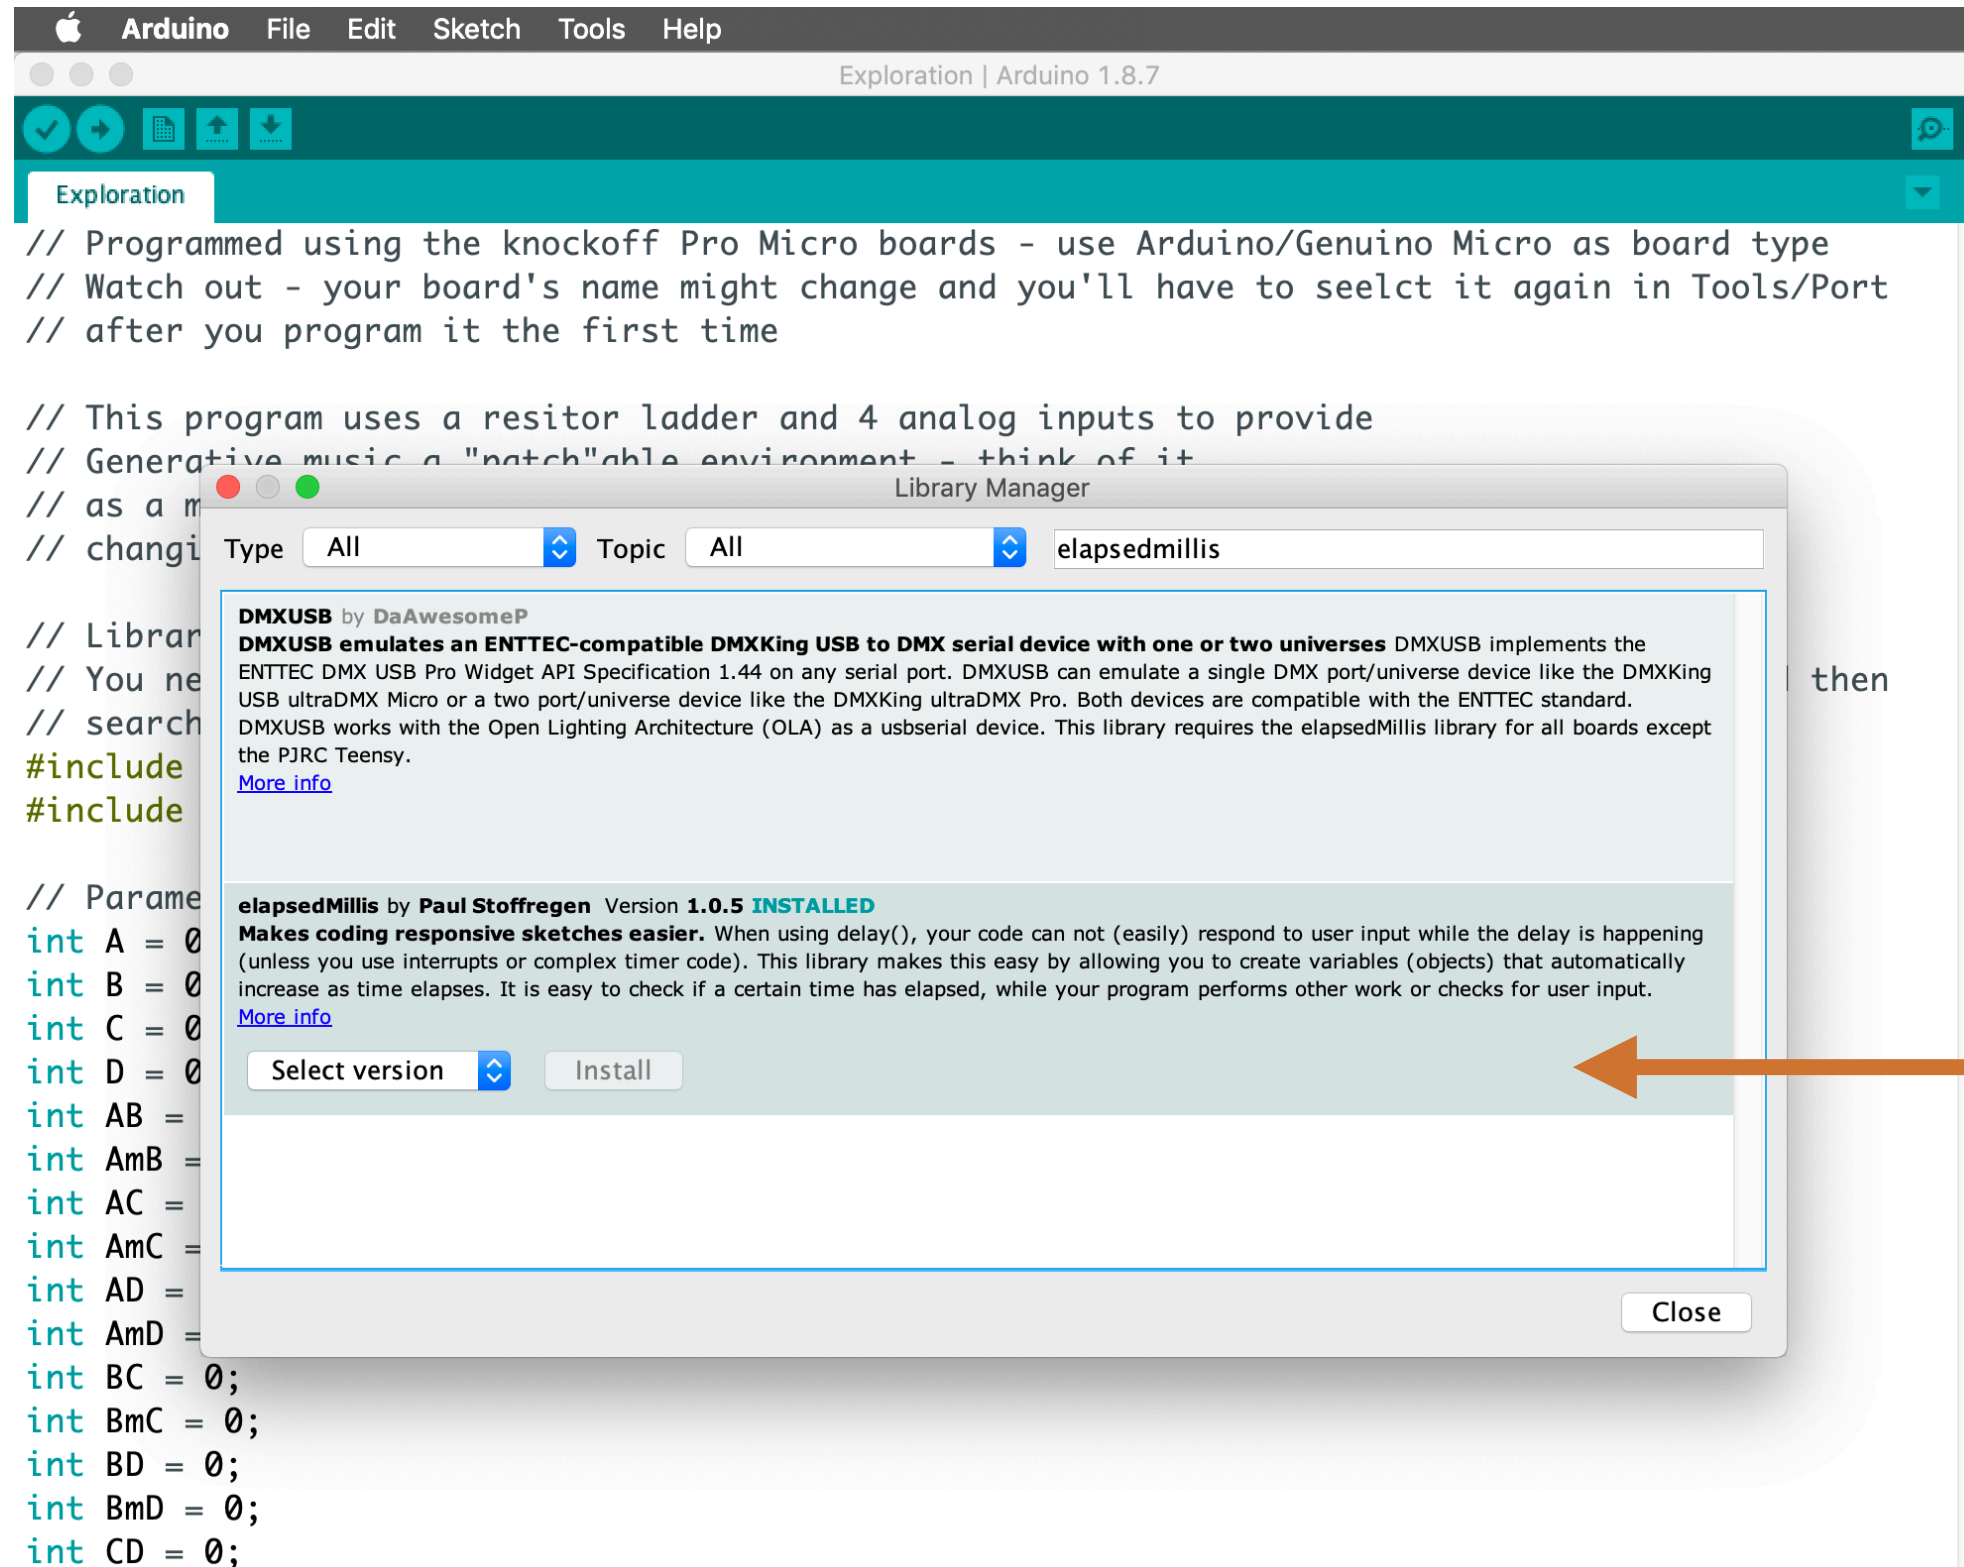 Arduino File Edit Sketch Tools Help
Exploration | Arduino 1.8.7
Exploration
// Programmed using the knockoff Pro Micro boards - use Arduino/Genuino Micro as board type
// Watch out - your board's name might change and you'll have to seelct it again in Tools/Port
// after you program it the first time
// This program uses a resitor ladder and 4 analog inputs to provide
// Generative music a "patch"able environment - think of it
// as a m
// changi
// Librar
// You ne then
// search
#include
#include
// Parame
int A = 0
int B = 0
int C = 0
int D = 0
int AB =
int AmB =
int AC =
int AmC =
int AD =
int AmD =
int BC = 0;
int BmC = 0;
int BD = 0;
int BmD = 0;
int CD = 0;
Library Manager
Type All Topic All elapsedmillis
DMXUSB by DaAwesomeP
DMXUSB emulates an ENTTEC-compatible DMXKing USB to DMX serial device with one or two universes DMXUSB implements the
ENTTEC DMX USB Pro Widget API Specification 1.44 on any serial port. DMXUSB can emulate a single DMX port/universe device like the DMXKing
USB ultraDMX Micro or a two port/universe device like the DMXKing ultraDMX Pro. Both devices are compatible with the ENTTEC standard.
DMXUSB works with the Open Lighting Architecture (OLA) as a usbserial device. This library requires the elapsedMillis library for all boards except
the PJRC Teensy.
More info
elapsedMillis by Paul Stoffregen Version 1.0.5 INSTALLED
Makes coding responsive sketches easier. When using delay(), your code can not (easily) respond to user input while the delay is happening
(unless you use interrupts or complex timer code). This library makes this easy by allowing you to create variables (objects) that automatically
increase as time elapses. It is easy to check if a certain time has elapsed, while your program performs other work or checks for user input.
More info
Select version Install
Close